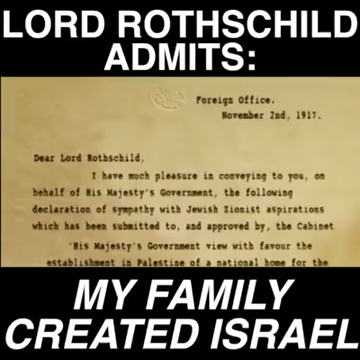 LORD ROTHSCHILD
ADMITS:
Foreign Office.
November 2nd, 1917.
Dear Lord Rothschild,
I have much pleasure in conveying to you, on
behalf of His Majesty's Government, the following
declaration of sympathy with Jewish Zionist aspirations
which has been submitted to, and approved by, the Cabinet
'His Majesty's Government view with favour the
establishment in Palestine of a national home for the
MY FAMILY
CREATED ISRAEL